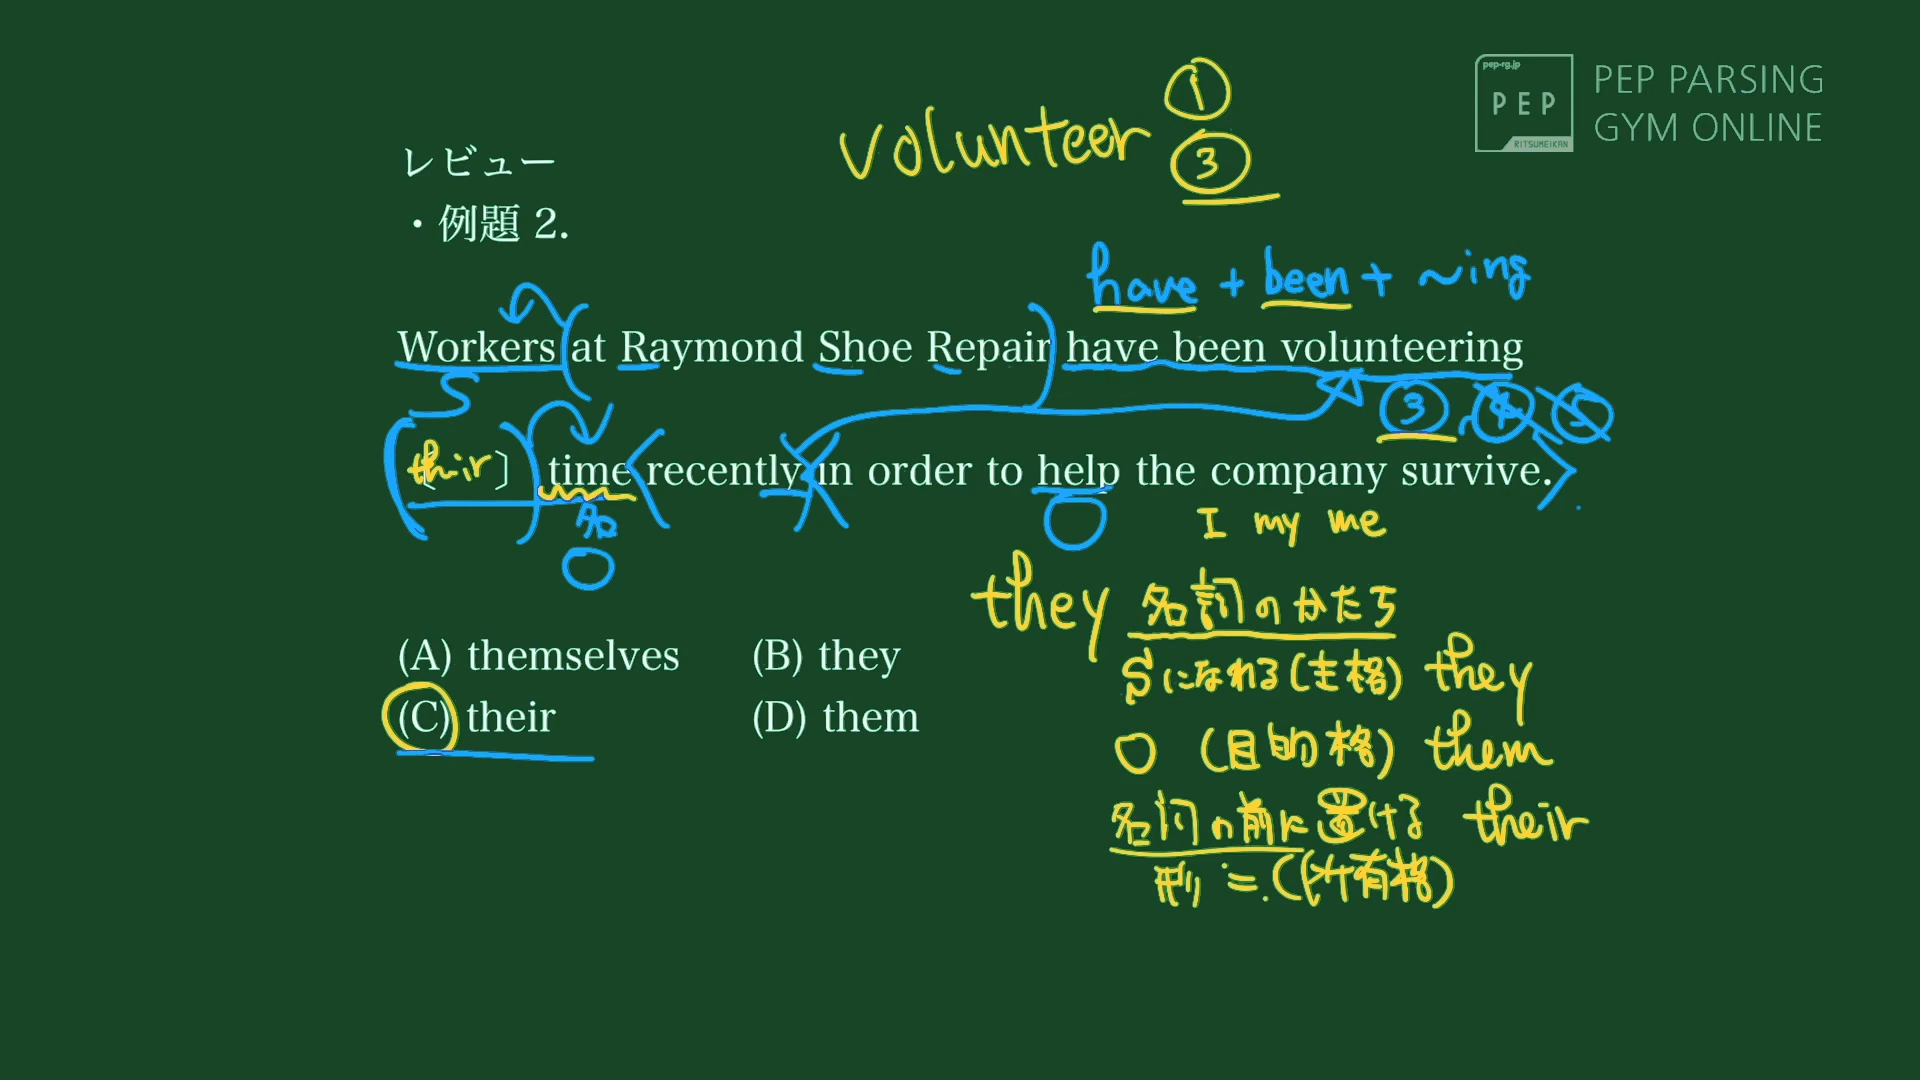 pep-rg.jp
PEP
RITSUMEIKAN
PEP PARSING
GYM ONLINE
volunteer ① ③
レビュー
・例題 2.
have + been + ~ing
Workers at Raymond Shoe Repair have been volunteering
S ③ ④ ⑤
〔their〕 time recently in order to help the company survive.
名
O
I my me
they 名詞のかたち
Sになれる(主格) they
O (目的格) them
名詞の前に置ける their
形 = (所有格)
(A) themselves (B) they
(C) their (D) them